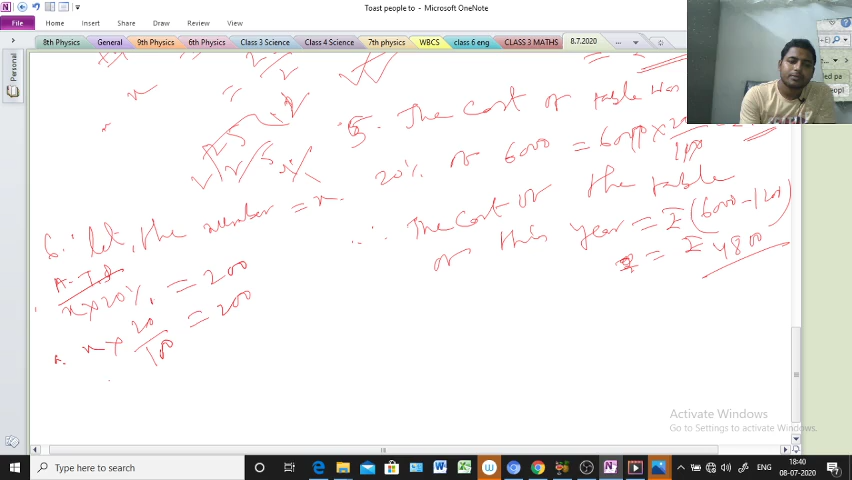 Toast people to - Microsoft OneNote
File Home Insert Share Draw Review View
8th Physics General 9th Physics 6th Physics Class 3 Science Class 4 Science 7th physics WBCS class 6 eng CLASS 3 MATHS 8.7.2020
Personal
5. The cost of table was
20% of 6000 = 6000 × 20/100
∴ The cost of the table
of this year = ₹ (6000 - 1200)
= ₹ 4800
6. let, the number = x.
A.T.Q
x × 20% = 200
x × 20/100 = 200
Activate Windows
Go to Settings to activate Windows.
Type here to search
ENG
18:40
08-07-2020